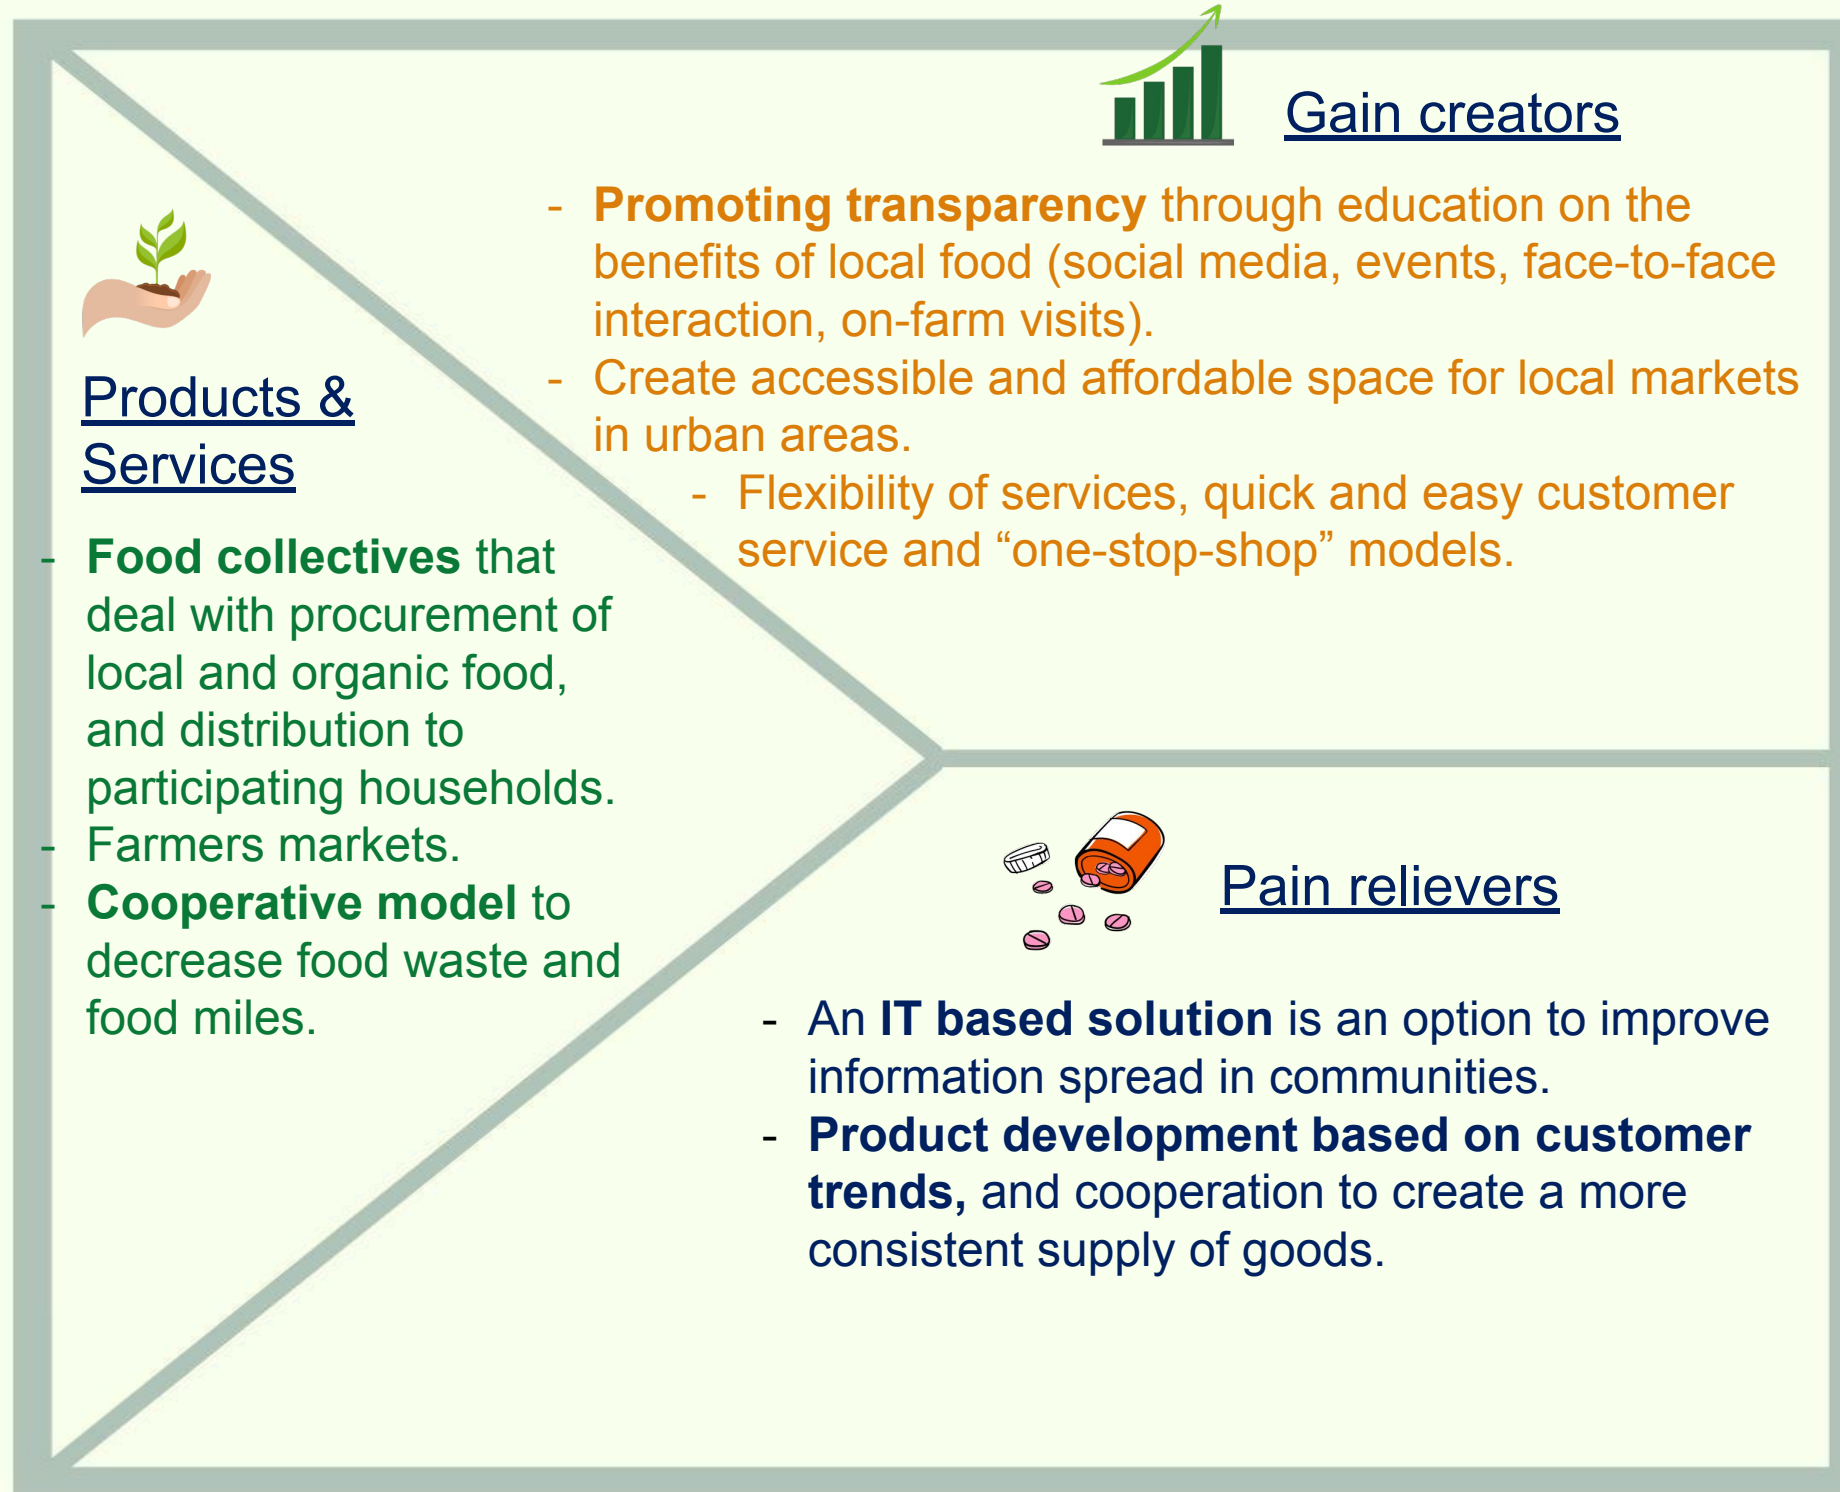 Gain creators
- Promoting transparency through education on the
benefits of local food (social media, events, face-to-face
interaction, on-farm visits).
- Create accessible and affordable space for local markets
in urban areas.
- Flexibility of services, quick and easy customer
service and “one-stop-shop” models.
Products &
Services
- Food collectives that
deal with procurement of
local and organic food,
and distribution to
participating households.
- Farmers markets.
- Cooperative model to
decrease food waste and
food miles.
Pain relievers
- An IT based solution is an option to improve
information spread in communities.
- Product development based on customer
trends, and cooperation to create a more
consistent supply of goods.